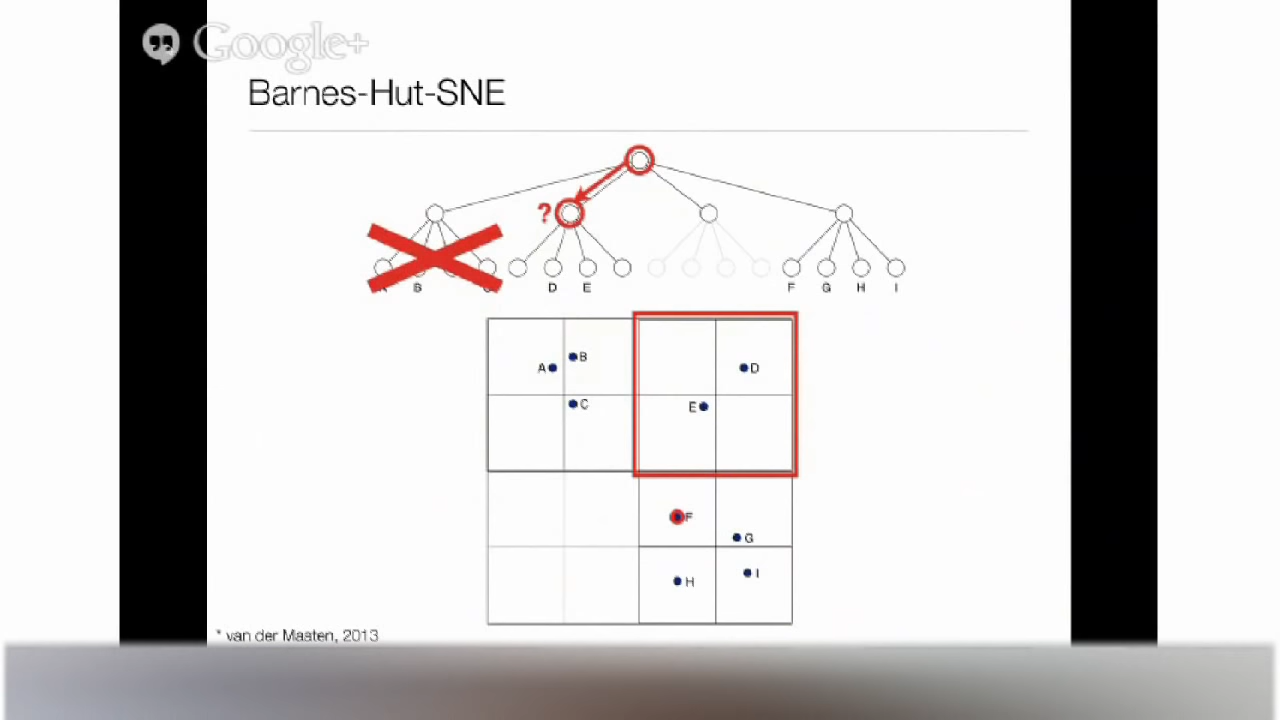 Google+
Barnes-Hut-SNE
?
B D E F G H I
A B D
C E
F
G
H I
* van der Maaten, 2013